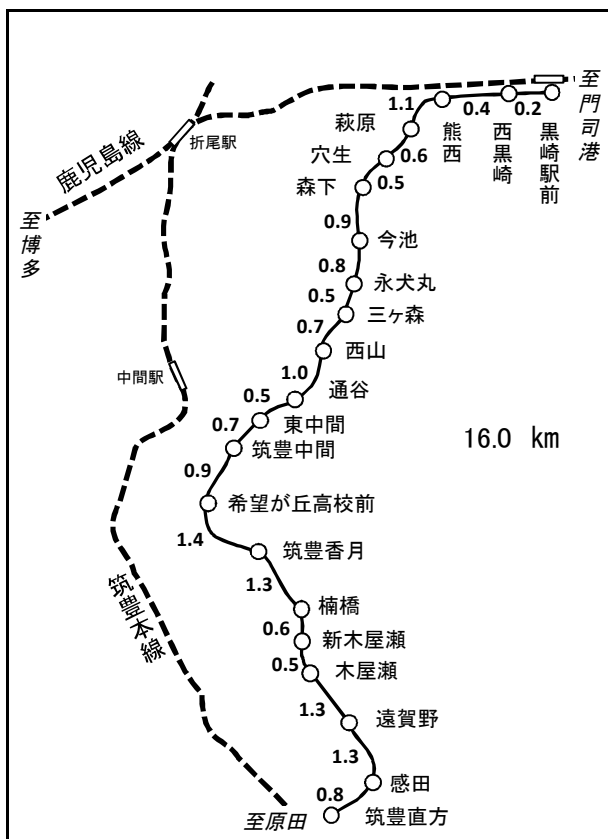 至門司港
1.1
0.4
0.2
萩原
熊西
西黒崎
黒崎駅前
折尾駅
鹿児島線
穴生
0.6
森下
0.5
至博多
0.9
今池
0.8
永犬丸
0.5
三ヶ森
0.7
西山
中間駅
1.0
通谷
0.5
東中間
0.7
筑豊中間
16.0 km
0.9
希望が丘高校前
1.4
筑豊香月
筑豊本線
1.3
楠橋
0.6
新木屋瀬
0.5
木屋瀬
1.3
遠賀野
1.3
感田
0.8
筑豊直方
至原田